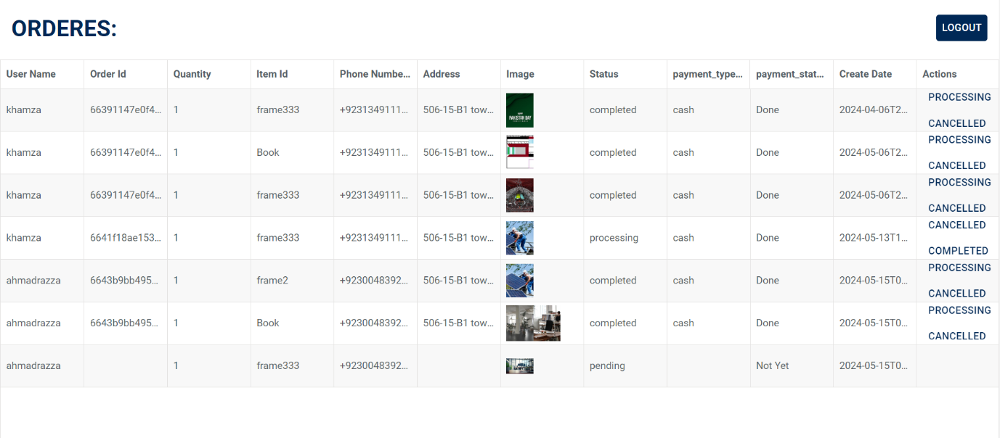 ORDERES:
LOGOUT
User Name Order Id Quantity Item Id Phone Numbe... Address Image Status payment_type... payment_stat... Create Date Actions
khamza 66391147e0f4... 1 frame333 +9231349111... 506-15-B1 tow... PAKISTAN DAY completed cash Done 2024-04-06T2... PROCESSING
CANCELLED
khamza 66391147e0f4... 1 Book +9231349111... 506-15-B1 tow... completed cash Done 2024-05-06T2... PROCESSING
CANCELLED
khamza 66391147e0f4... 1 frame333 +9231349111... 506-15-B1 tow... completed cash Done 2024-05-06T2... PROCESSING
CANCELLED
khamza 6641f18ae153... 1 frame333 +9231349111... 506-15-B1 tow... processing cash Done 2024-05-13T1... CANCELLED
COMPLETED
ahmadrazza 6643b9bb495... 1 frame2 +9230048392... 506-15-B1 tow... completed cash Done 2024-05-15T0... PROCESSING
CANCELLED
ahmadrazza 6643b9bb495... 1 Book +9230048392... 506-15-B1 tow... completed cash Done 2024-05-15T0... PROCESSING
CANCELLED
ahmadrazza 1 frame333 +9230048392... pending Not Yet 2024-05-15T0...